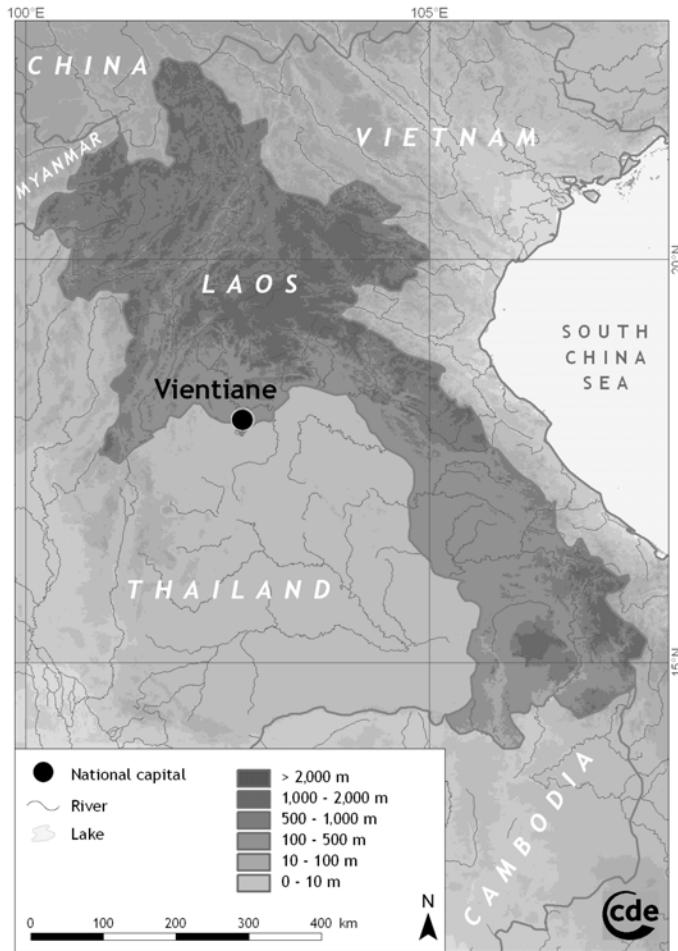 100°E
105°E
CHINA
VIETNAM
MYANMAR
20°N
LAOS
SOUTH
CHINA
SEA
Vientiane
THAILAND
15°N
CAMBODIA
National capital
River
Lake
> 2,000 m
1,000 - 2,000 m
500 - 1,000 m
100 - 500 m
10 - 100 m
0 - 10 m
N
0 100 200 300 400 km
cde